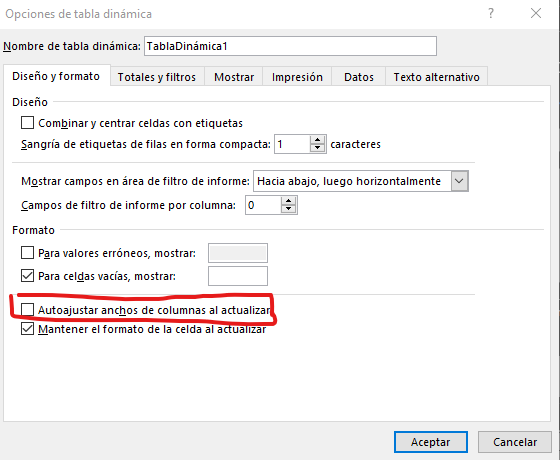 Opciones de tabla dinámica
?
Nombre de tabla dinámica: TablaDinámica1
Diseño y formato Totales y filtros Mostrar Impresión Datos Texto alternativo
Diseño
Combinar y centrar celdas con etiquetas
Sangría de etiquetas de filas en forma compacta: 1 caracteres
Mostrar campos en área de filtro de informe: Hacia abajo, luego horizontalmente
Campos de filtro de informe por columna: 0
Formato
Para valores erróneos, mostrar:
Para celdas vacías, mostrar:
Autoajustar anchos de columnas al actualizar
Mantener el formato de la celda al actualizar
Aceptar Cancelar